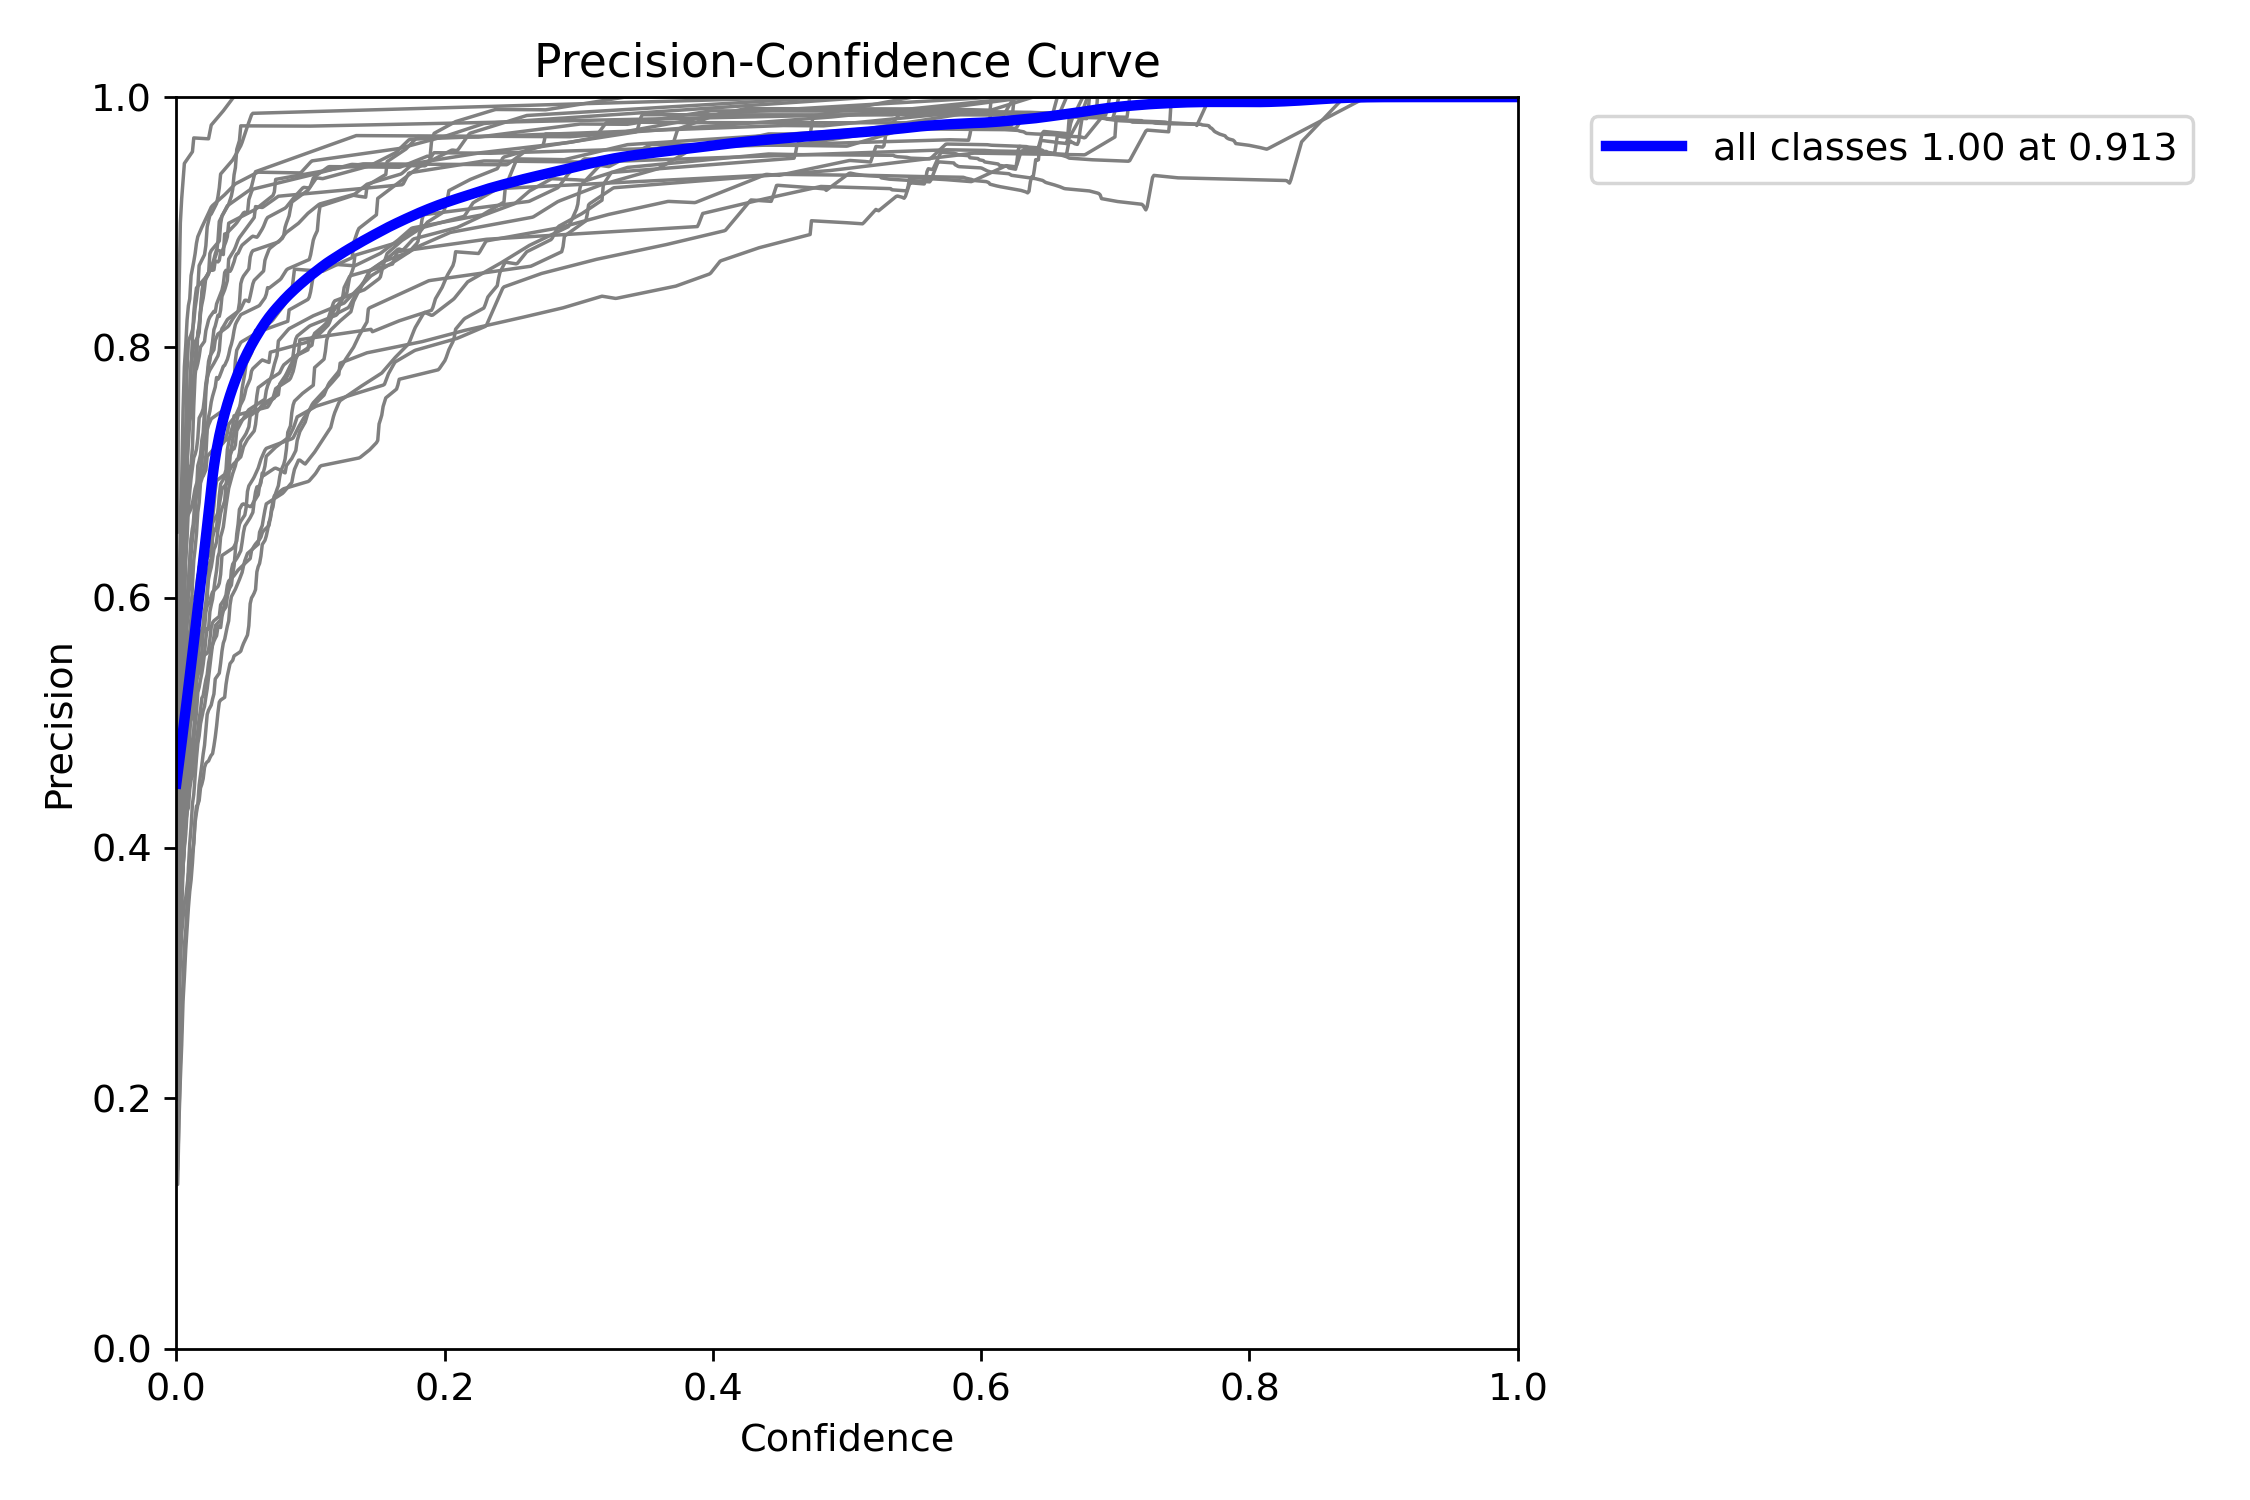 Precision-Confidence Curve
1.0
0.8
0.6
0.4
0.2
0.0
Precision
0.0 0.2 0.4 0.6 0.8 1.0
Confidence
all classes 1.00 at 0.913